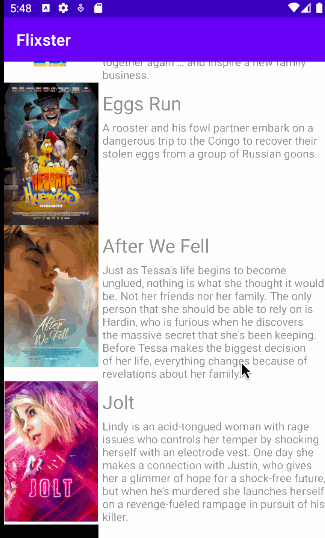 5:48
Flixster
together again ... and inspire a new family
business.
Eggs Run
A rooster and his fowl partner embark on a
dangerous trip to the Congo to recover their
stolen eggs from a group of Russian goons.
After We Fell
Just as Tessa's life begins to become
unglued, nothing is what she thought it would
be. Not her friends nor her family. The only
person that she should be able to rely on is
Hardin, who is furious when he discovers
the massive secret that she's been keeping.
Before Tessa makes the biggest decision
of her life, everything changes because of
revelations about her family.
After
We Fell
Jolt
Lindy is an acid-tongued woman with rage
issues who controls her temper by shocking
herself with an electrode vest. One day she
makes a connection with Justin, who gives
her a glimmer of hope for a shock-free future,
but when he's murdered she launches herself
on a revenge-fueled rampage in pursuit of his
killer.
JOLT